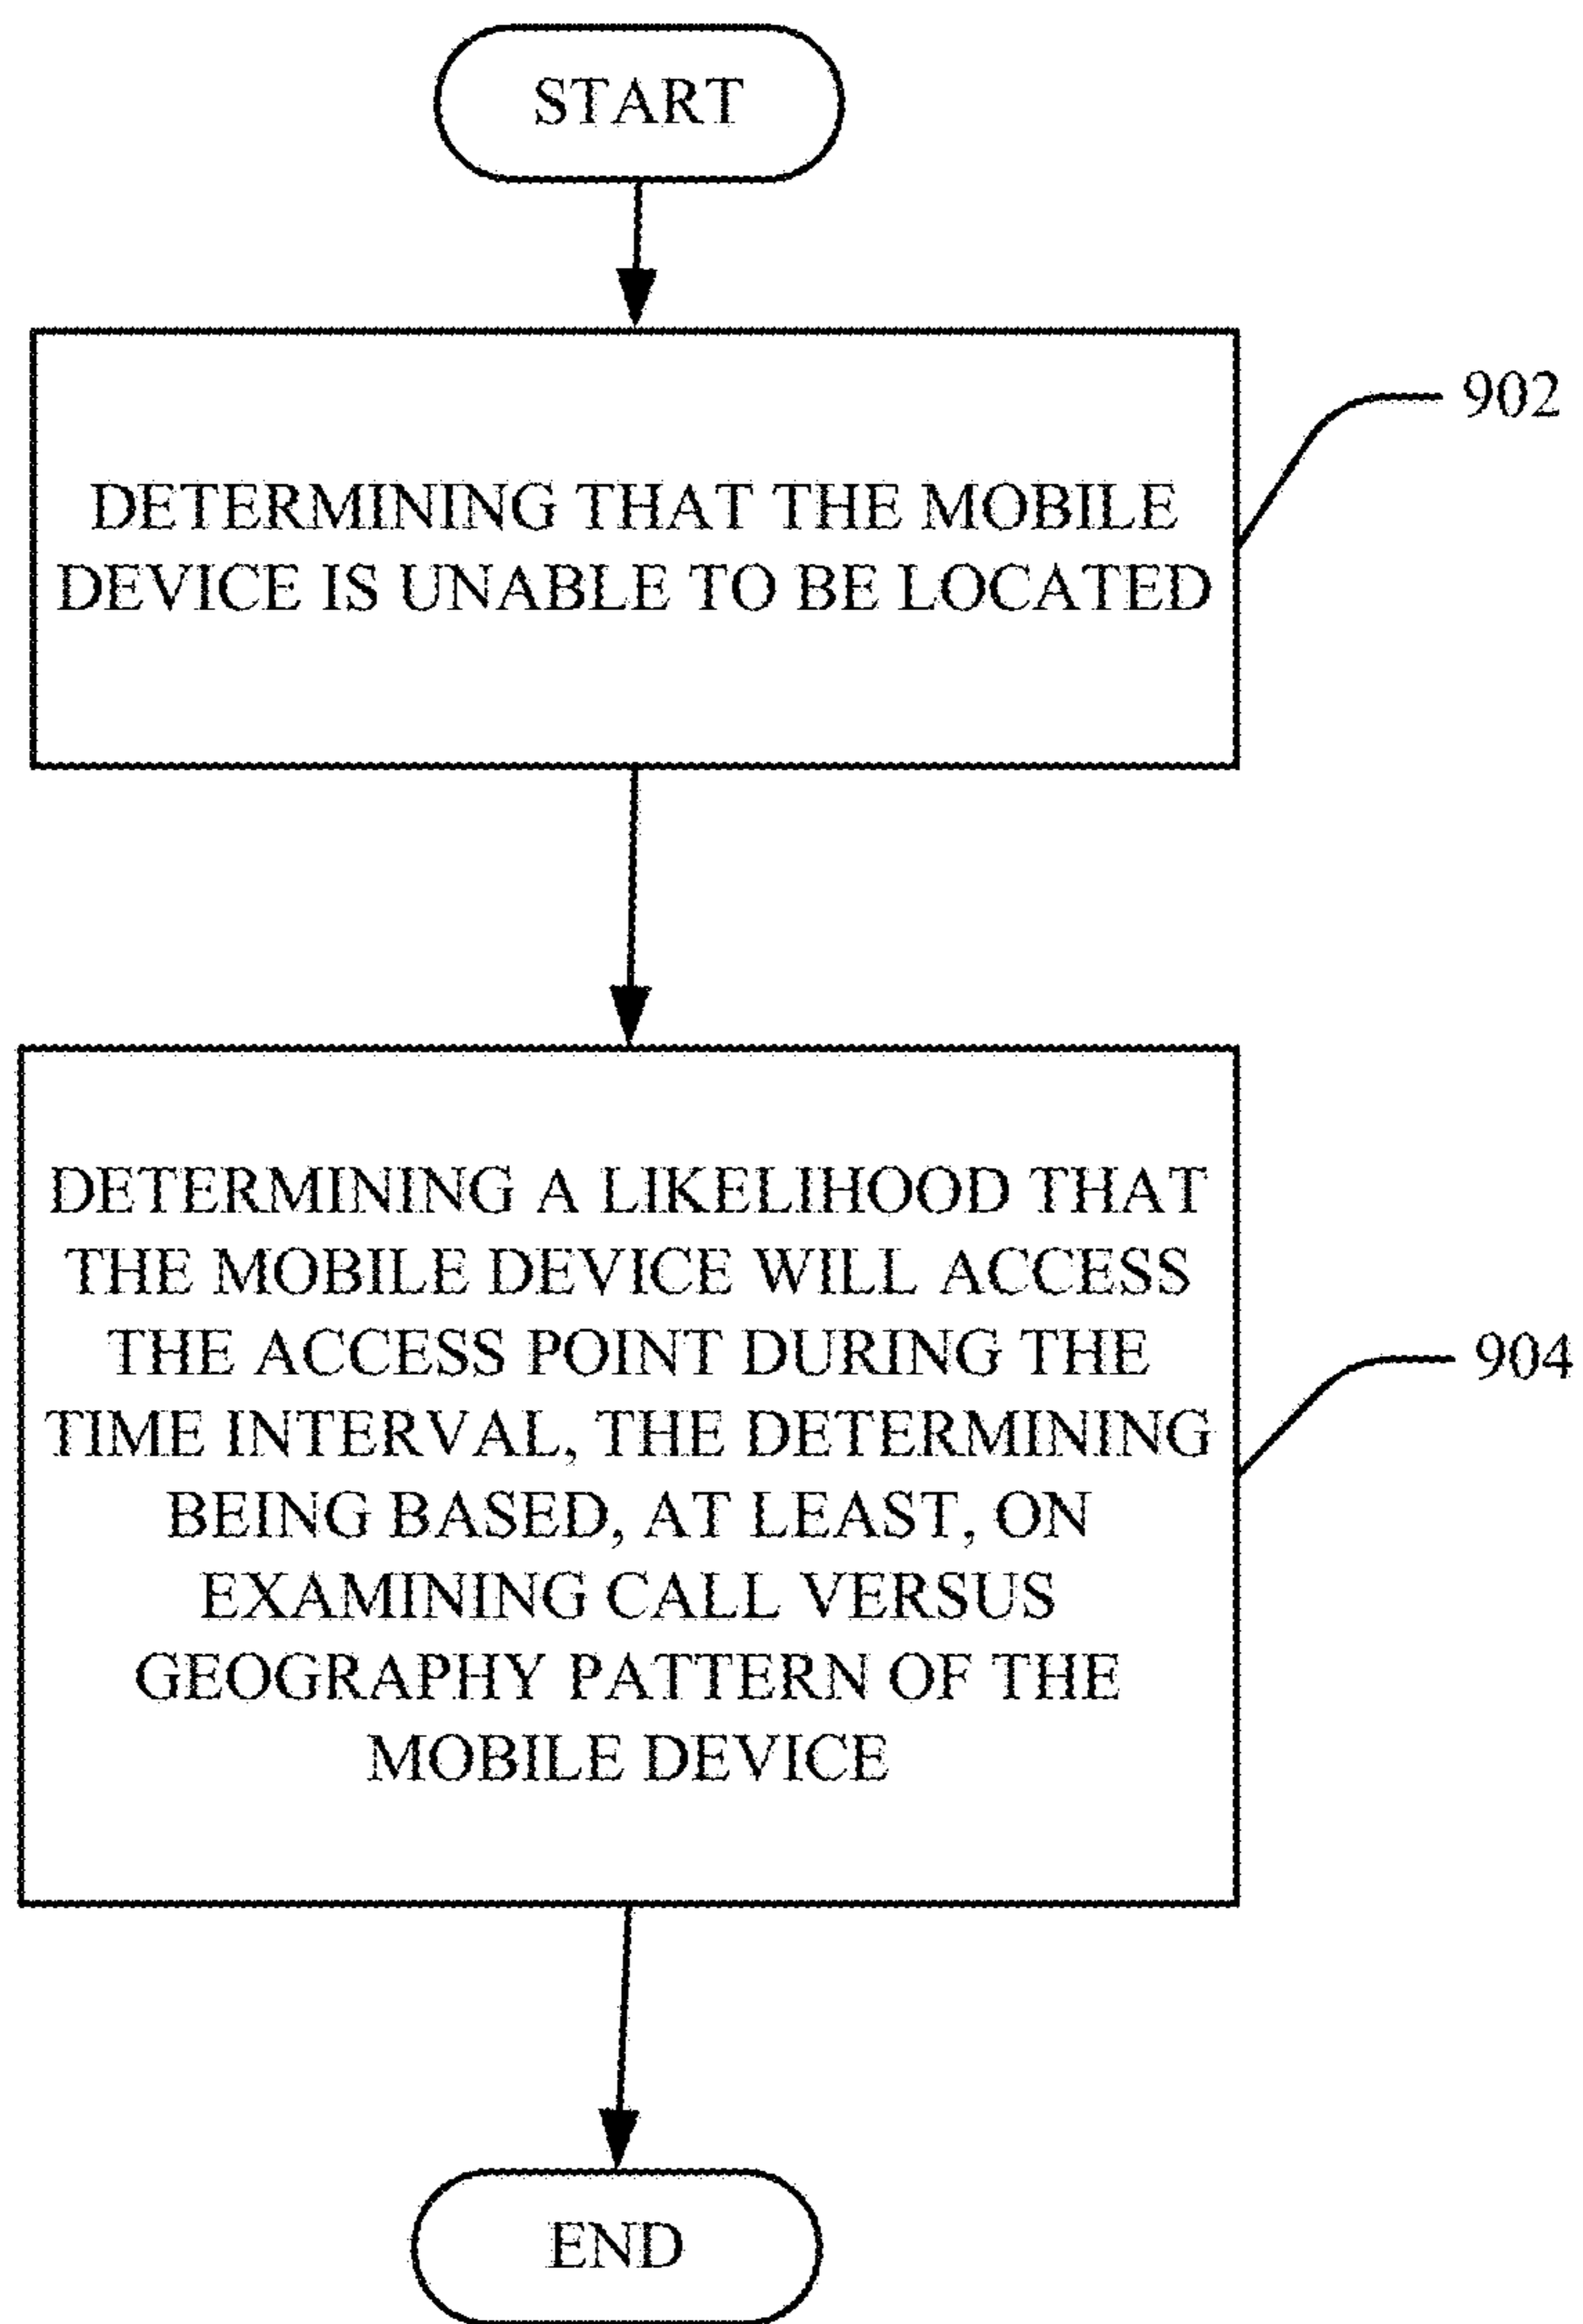 START
902
DETERMINING THAT THE MOBILE
DEVICE IS UNABLE TO BE LOCATED
DETERMINING A LIKELIHOOD THAT
THE MOBILE DEVICE WILL ACCESS
THE ACCESS POINT DURING THE
904
TIME INTERVAL, THE DETERMINING
BEING BASED, AT LEAST, ON
EXAMINING CALL VERSUS
GEOGRAPHY PATTERN OF THE
MOBILE DEVICE
END